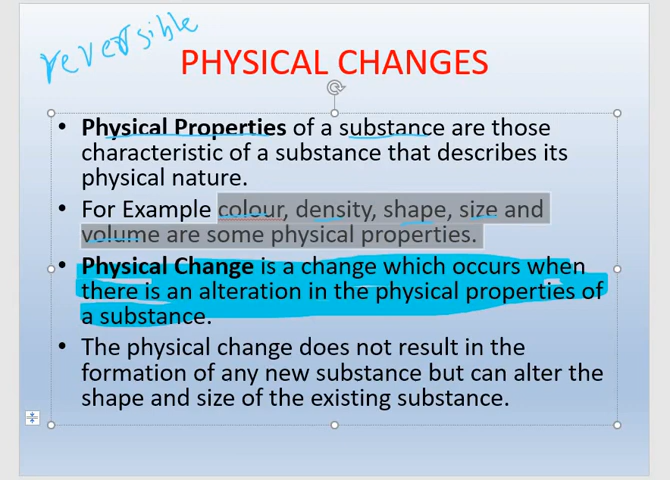 reversible
PHYSICAL CHANGES
• Physical Properties of a substance are those
characteristic of a substance that describes its
physical nature.
• For Example colour, density, shape, size and
volume are some physical properties.
• Physical Change is a change which occurs when
there is an alteration in the physical properties of
a substance.
• The physical change does not result in the
formation of any new substance but can alter the
shape and size of the existing substance.